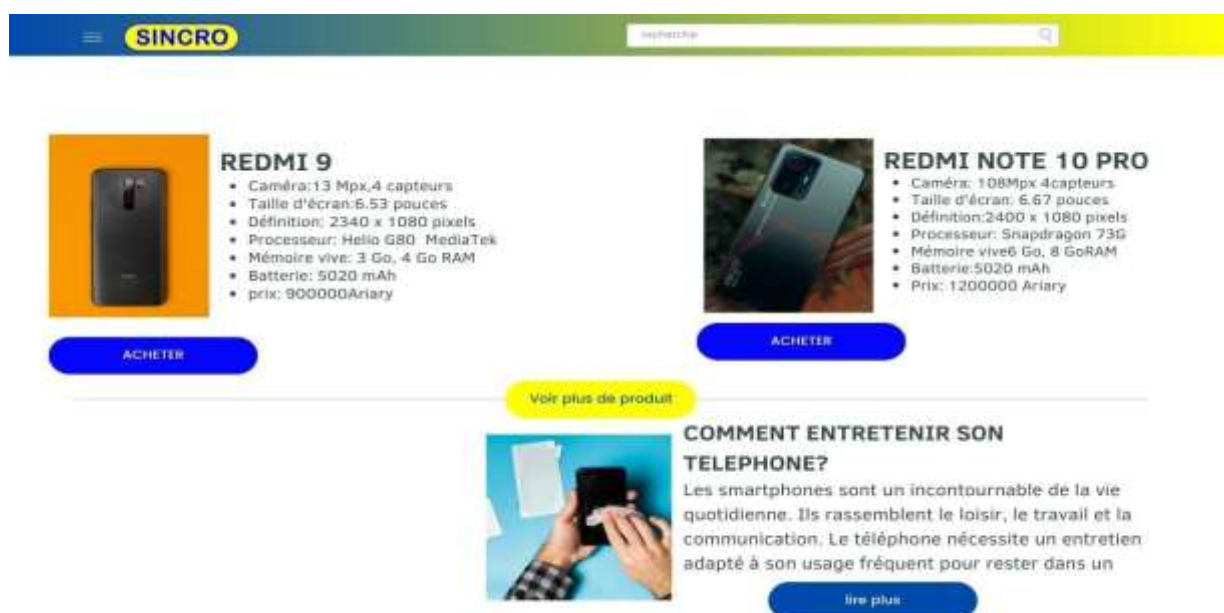 SINCRO
recherche
REDMI 9
• Caméra:13 Mpx,4 capteurs
• Taille d'écran:6.53 pouces
• Définition: 2340 x 1080 pixels
• Processeur: Helio G80 MediaTek
• Mémoire vive: 3 Go, 4 Go RAM
• Batterie: 5020 mAh
• prix: 900000Ariary
ACHETER
REDMI NOTE 10 PRO
• Caméra: 108Mpx 4capteurs
• Taille d'écran: 6.67 pouces
• Définition:2400 x 1080 pixels
• Processeur: Snapdragon 73G
• Mémoire vive6 Go, 8 GoRAM
• Batterie:5020 mAh
• Prix: 1200000 Ariary
ACHETER
Voir plus de produit
COMMENT ENTRETENIR SON
TELEPHONE?
Les smartphones sont un incontournable de la vie
quotidienne. Ils rassemblent le loisir, le travail et la
communication. Le téléphone nécessite un entretien
adapté à son usage fréquent pour rester dans un
lire plus